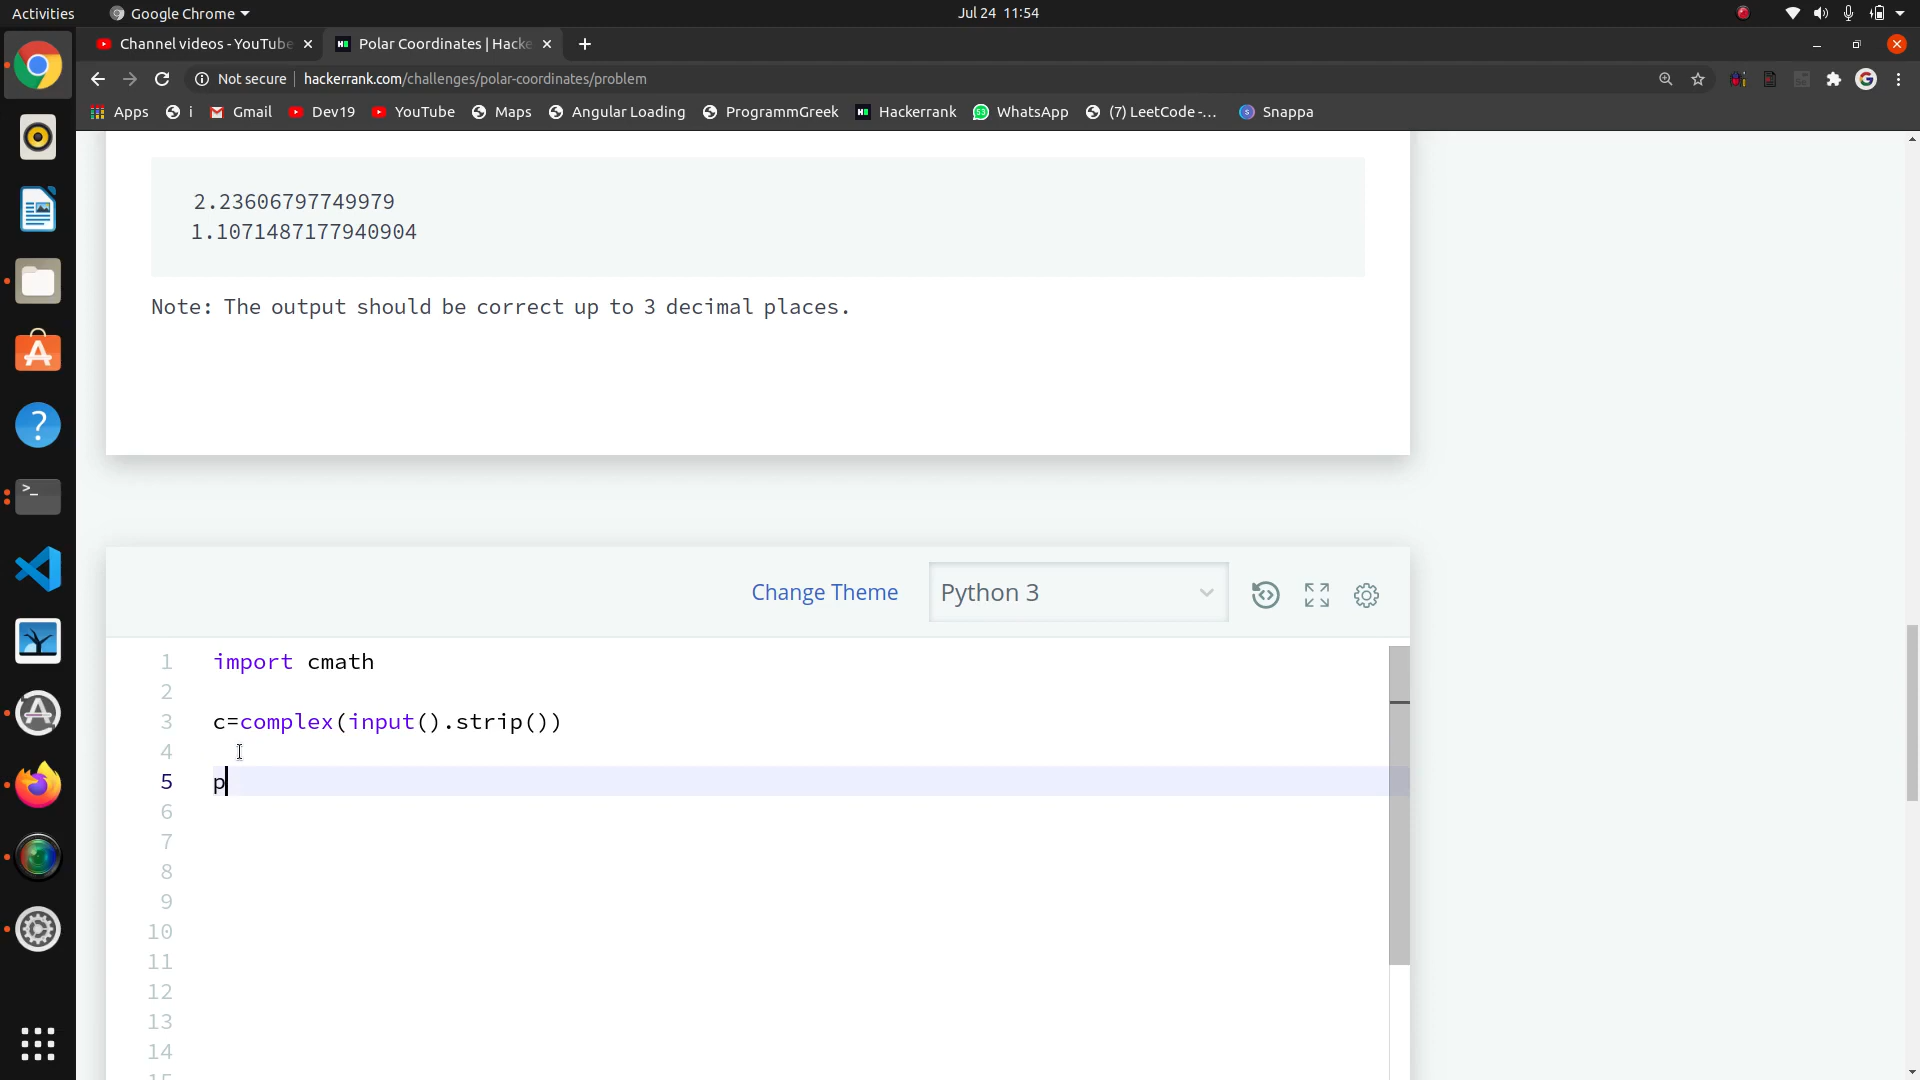 Activities
Google Chrome
Jul 24 11:54
Channel videos - YouTube
Polar Coordinates | Hacke
Not secure
hackerrank.com/challenges/polar-coordinates/problem
Apps
i
Gmail
Dev19
YouTube
Maps
Angular Loading
ProgrammGreek
Hackerrank
WhatsApp
(7) LeetCode -...
Snappa
2.23606797749979
1.1071487177940904
Note: The output should be correct up to 3 decimal places.
Change Theme
Python 3
1 import cmath
2
3 c=complex(input().strip())
4
5 p
6
7
8
9
10
11
12
13
14
15